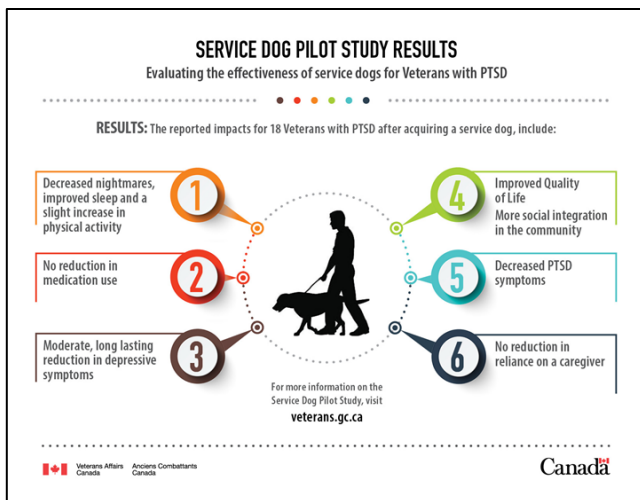 SERVICE DOG PILOT STUDY RESULTS
Evaluating the effectiveness of service dogs for Veterans with PTSD
RESULTS: The reported impacts for 18 Veterans with PTSD after acquiring a service dog, include:
1
Decreased nightmares,
improved sleep and a
slight increase in
physical activity
2
No reduction in
medication use
3
Moderate, long lasting
reduction in depressive
symptoms
4
Improved Quality
of Life
More social integration
in the community
5
Decreased PTSD
symptoms
6
No reduction in
reliance on a caregiver
For more information on the
Service Dog Pilot Study, visit
veterans.gc.ca
Veterans Affairs
Canada
Anciens Combattants
Canada
Canada